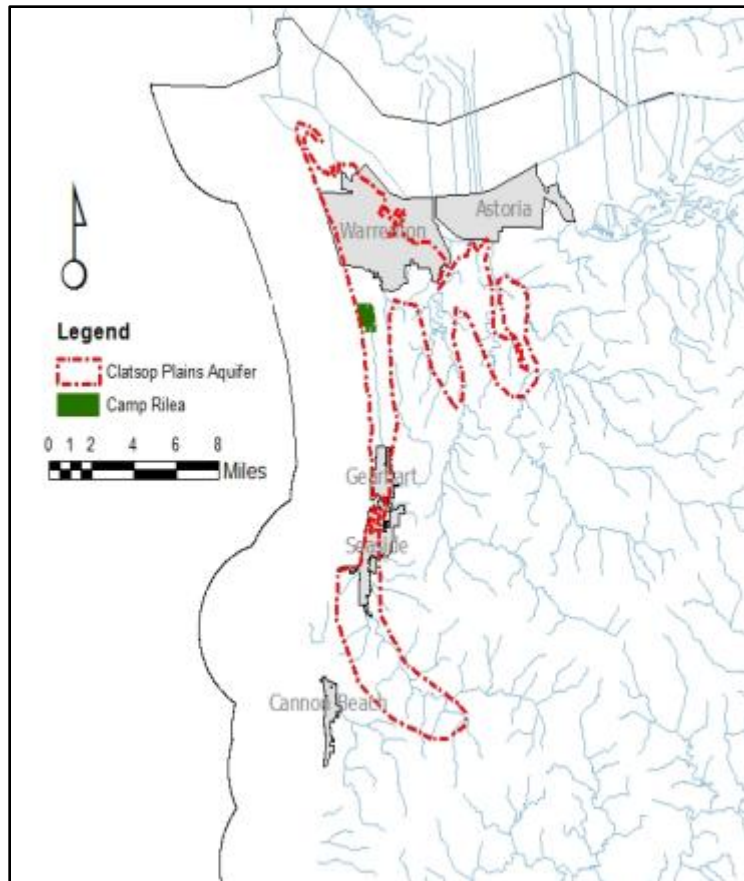 Astoria
Warrenton
Legend
Clatsop Plains Aquifer
Camp Rilea
0 1 2 4 6 8
Miles
Gearhart
Seaside
Cannon Beach